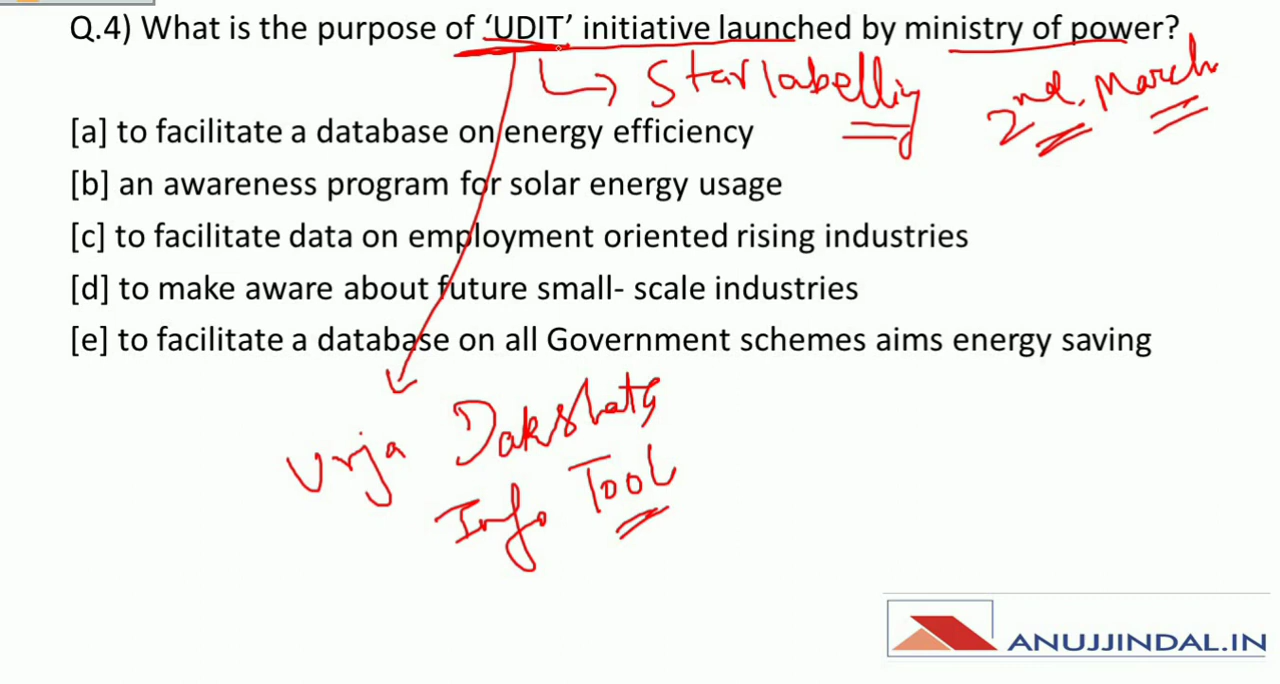 Q.4) What is the purpose of ‘UDIT’ initiative launched by ministry of power?
Star labelling
2nd March
[a] to facilitate a database on energy efficiency
[b] an awareness program for solar energy usage
[c] to facilitate data on employment oriented rising industries
[d] to make aware about future small- scale industries
[e] to facilitate a database on all Government schemes aims energy saving
Urja Dakshata
Info Tool
ANUJJINDAL.IN